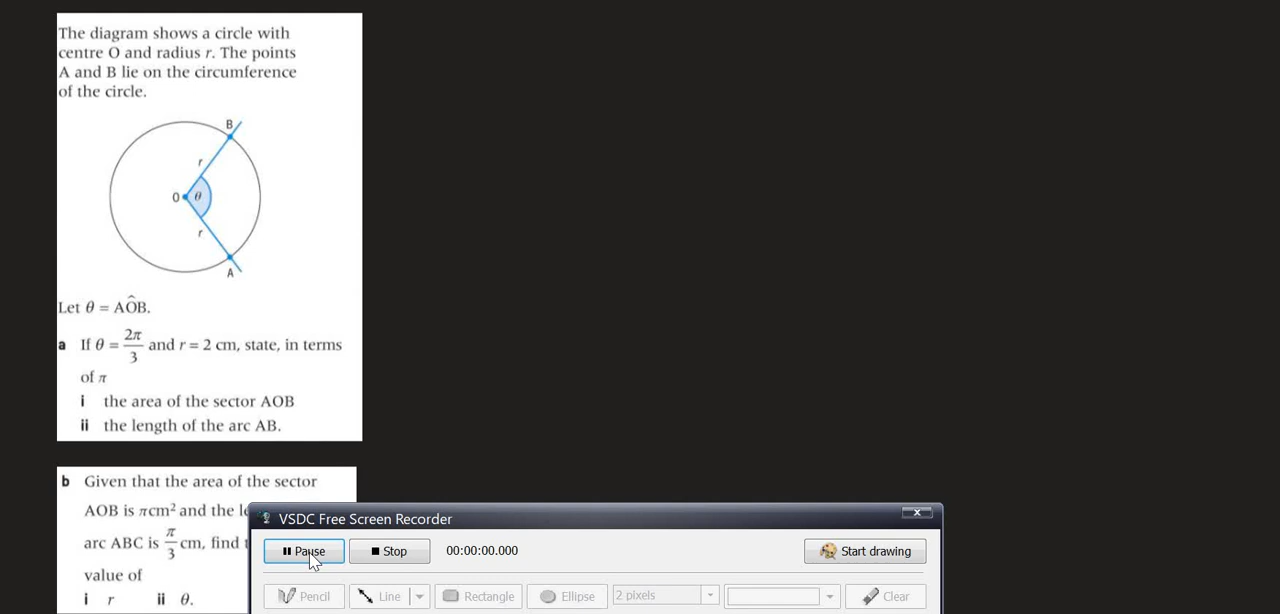 The diagram shows a circle with
centre O and radius r. The points
A and B lie on the circumference
of the circle.
B
r
O θ
r
A
Let θ = AÔB.
a If θ = 2π/3 and r = 2 cm, state, in terms
of π
i the area of the sector AOB
ii the length of the arc AB.
b Given that the area of the sector
AOB is πcm² and the
arc ABC is π/3 cm, find
value of
i r ii θ.
VSDC Free Screen Recorder
Pause Stop 00:00:00.000 Start drawing
Pencil Line Rectangle Ellipse 2 pixels Clear